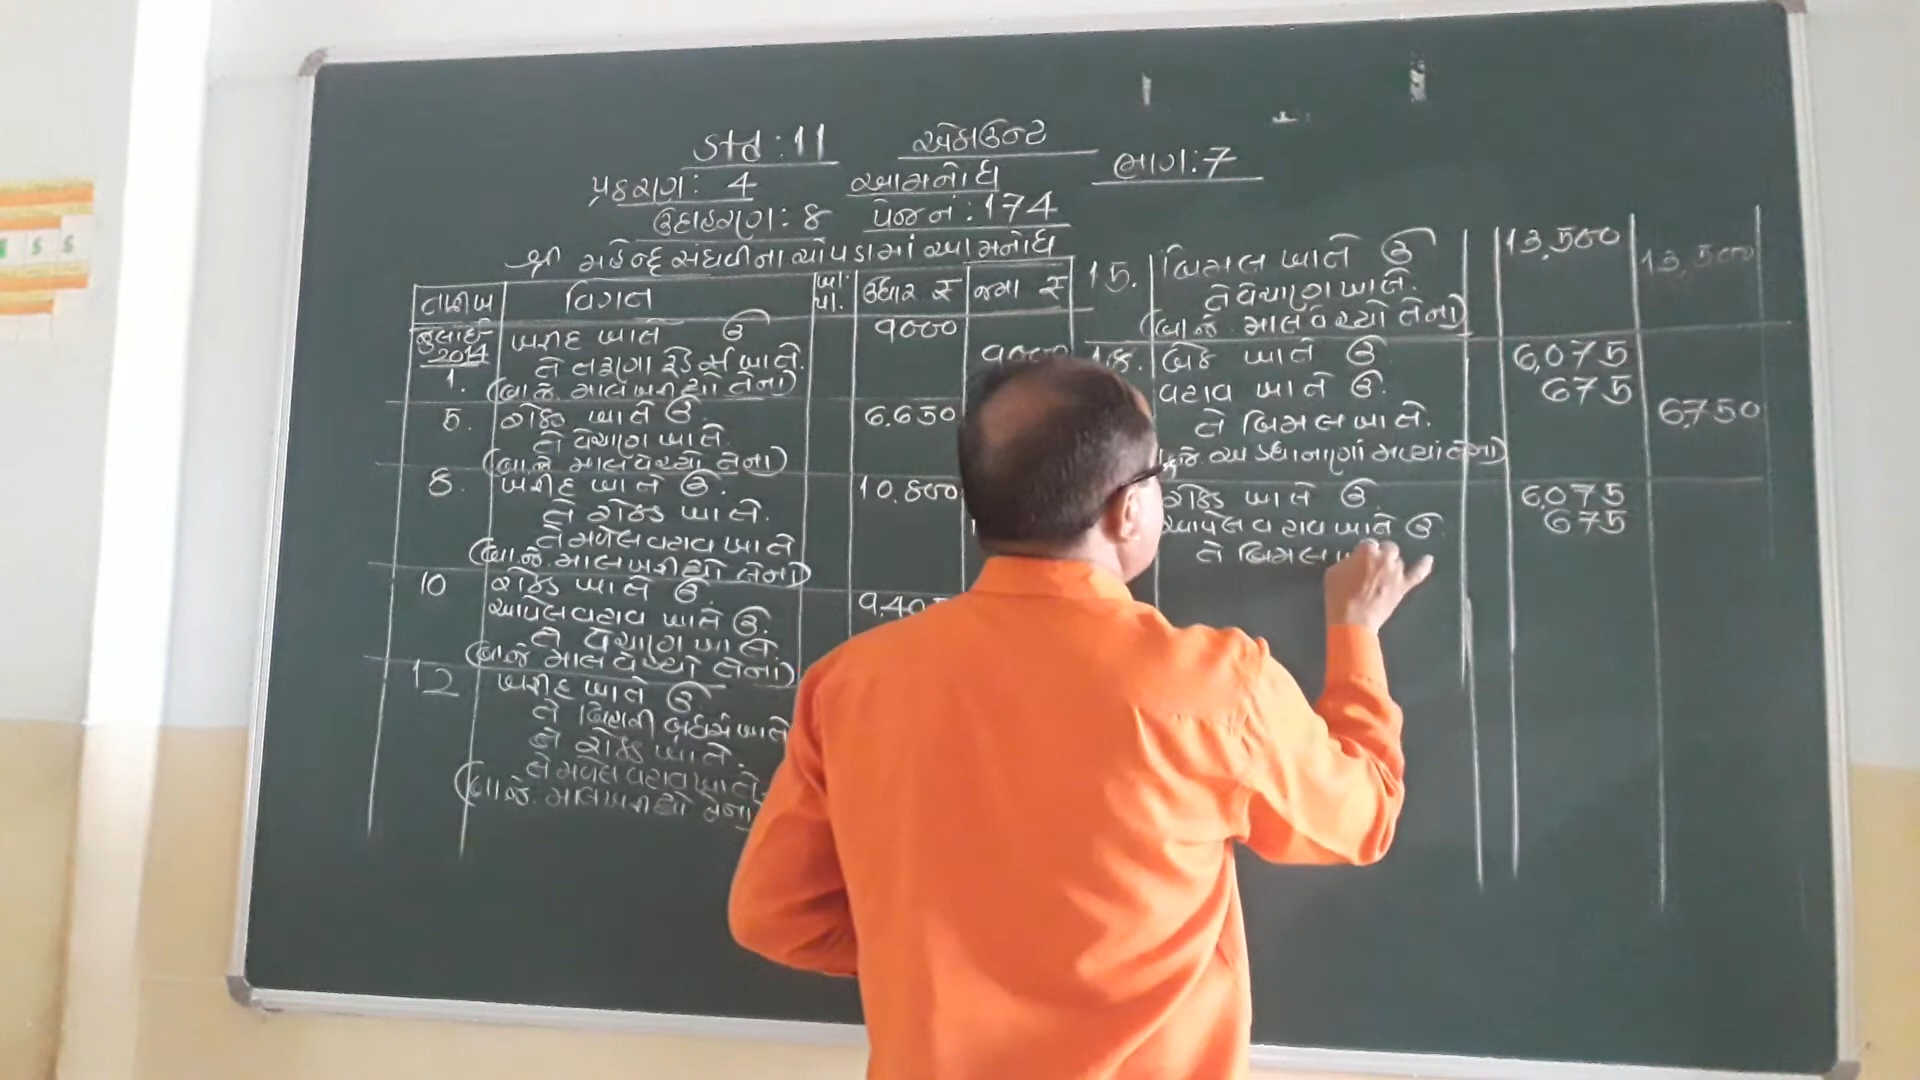 Std : 11 એકાઉન્ટ ભાગ : 7
પ્રકરણ : 4 આમનોંધ
ઉદાહરણ : 8 પેજ નં : 174
શ્રી મહેન્દ્ર સંઘવીના ચોપડામાં આમનોંધ
તારીખ વિગત ખા. પા. ઉધાર ₹ જમા ₹
જુલાઈ 2014
1. ખરીદ ખાતે ઉ 9000
તે ખાતે. 9000
(બા.જે. માલ ખરીદ્યો તેના)
5. રોકડ ખાતે ઉ. 6,650
તે વેચાણ ખાતે.
(બા.જે. માલ વેચ્યો તેના)
8. ખરીદ ખાતે ઉ. 10,800
તે રોકડ ખાતે.
તે મળેલ વટાવ ખાતે
(બા.જે. માલ ખરીદ્યો તેના)
10 રોકડ ખાતે ઉ. 9,405
આપેલ વટાવ ખાતે ઉ.
તે વેચાણ ખાતે
(બા.જે માલ વેચ્યો તેના)
12 ખરીદ ખાતે ઉ.
તે બ્રધર્સ ખાતે
તે રોકડ ખાતે.
તે મળેલ વટાવ ખાતે.
(બા.જે. માલ ખરીદ્યો તેના)
15. બિમલ ખાતે ઉ 13,500
તે વેચાણ ખાતે. 13,500
(બા.જે. માલ વેચ્યો તેના)
18. બેંક ખાતે ઉ 6,075
વટાવ ખાતે ઉ. 675
તે બિમલ ખાતે. 6750
રોકડ ખાતે ઉ. 6,075
આપેલ વટાવ ખાતે ઉ. 675
તે બિમલ